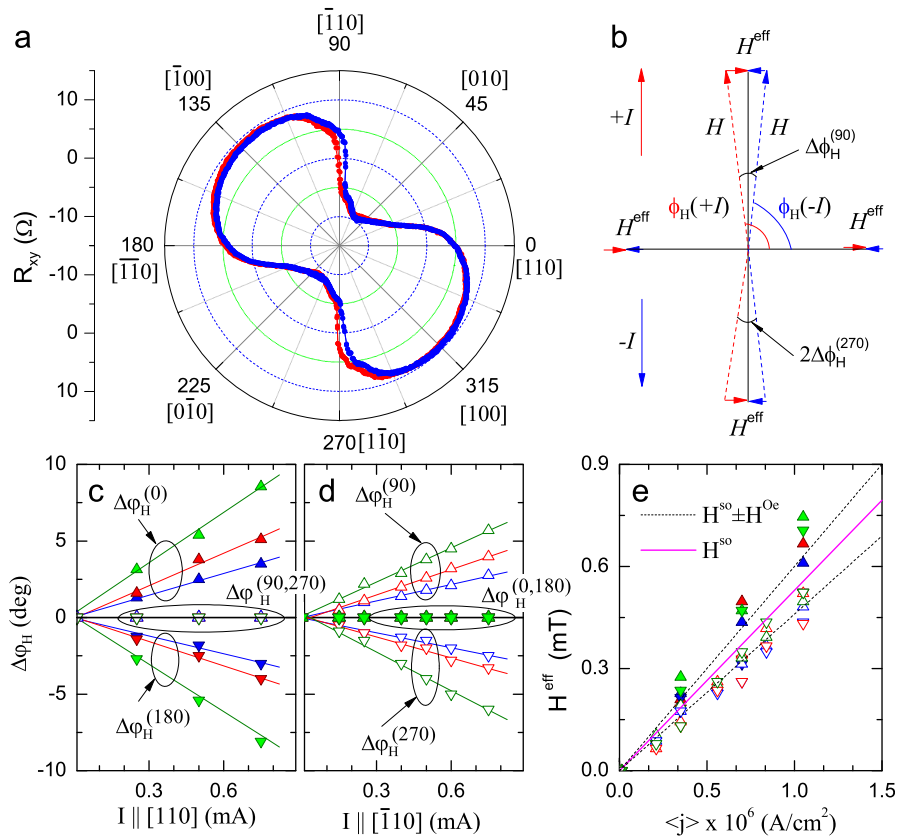 a
[1̄10]
90
[1̄00]
135
[010]
45
10
0
-10
-10
0
10
R_xy (Ω)
180
[1̄1̄0]
0
[110]
225
[01̄0]
315
[100]
270 [11̄0]
b
H^eff
+I
H
H
Δϕ_H^(90)
ϕ_H(+I)
ϕ_H(-I)
H^eff
H^eff
-I
2Δϕ_H^(270)
H^eff
c
10
5
0
-5
-10
Δφ_H (deg)
Δφ_H^(0)
Δφ_H^(90,270)
Δφ_H^(180)
0.3
0.6
I || [110] (mA)
d
Δφ_H^(90)
Δφ_H^(0,180)
Δφ_H^(270)
0.3
0.6
I || [1̄10] (mA)
e
0.9
0.6
0.3
0.0
H^eff (mT)
H^so±H^Oe
H^so
0.0
0.5
1.0
1.5
<j> x 10^6 (A/cm^2)